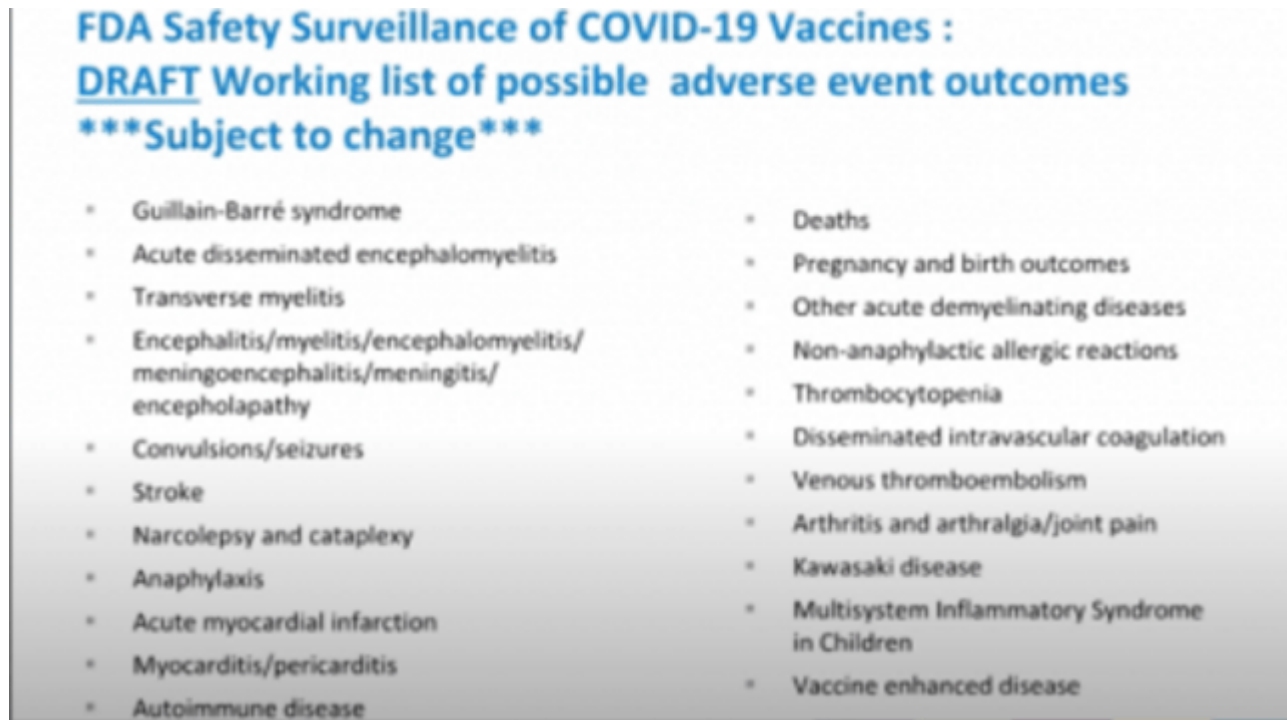 FDA Safety Surveillance of COVID-19 Vaccines :
DRAFT Working list of possible adverse event outcomes
***Subject to change***
Guillain-Barré syndrome
Acute disseminated encephalomyelitis
Transverse myelitis
Encephalitis/myelitis/encephalomyelitis/
meningoencephalitis/meningitis/
encepholapathy
Convulsions/seizures
Stroke
Narcolepsy and cataplexy
Anaphylaxis
Acute myocardial infarction
Myocarditis/pericarditis
Autoimmune disease
Deaths
Pregnancy and birth outcomes
Other acute demyelinating diseases
Non-anaphylactic allergic reactions
Thrombocytopenia
Disseminated intravascular coagulation
Venous thromboembolism
Arthritis and arthralgia/joint pain
Kawasaki disease
Multisystem Inflammatory Syndrome
in Children
Vaccine enhanced disease